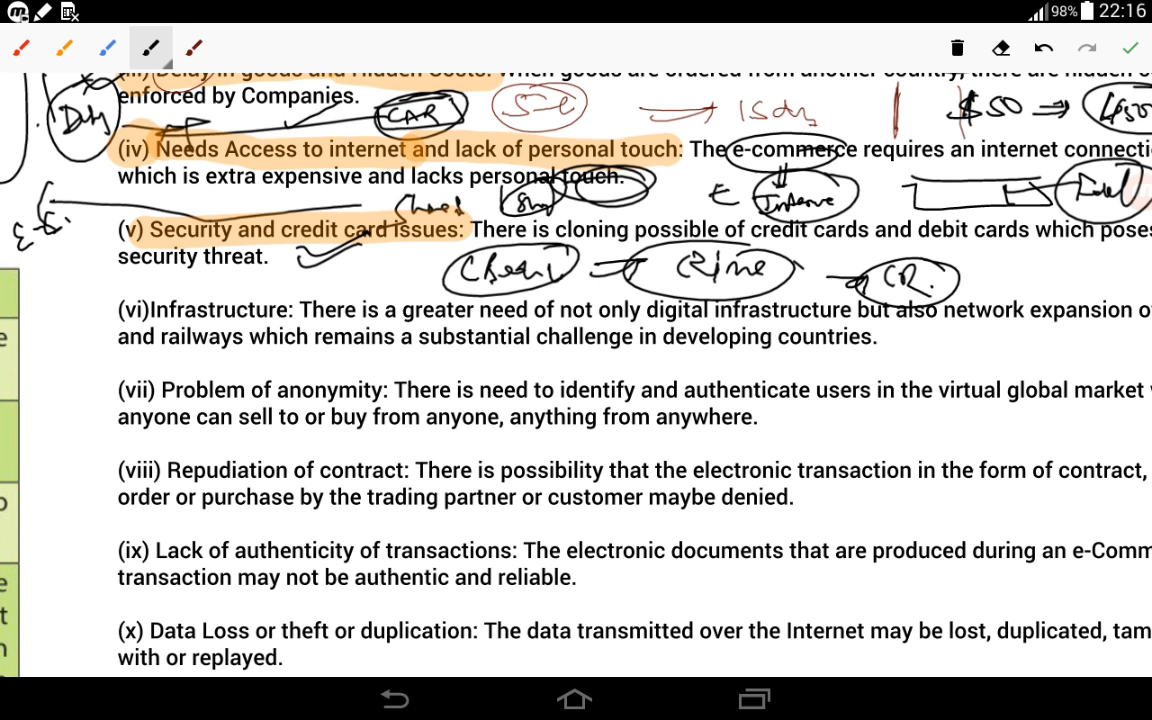 98% 22:16
enforced by Companies.
CAR
$50
(iv) Needs Access to internet and lack of personal touch: The e-commerce requires an internet connecti
which is extra expensive and lacks personal touch.
(v) Security and credit card issues: There is cloning possible of credit cards and debit cards which poses
security threat.
CR.
(vi)Infrastructure: There is a greater need of not only digital infrastructure but also network expansion o
and railways which remains a substantial challenge in developing countries.
(vii) Problem of anonymity: There is need to identify and authenticate users in the virtual global market
anyone can sell to or buy from anyone, anything from anywhere.
(viii) Repudiation of contract: There is possibility that the electronic transaction in the form of contract,
order or purchase by the trading partner or customer maybe denied.
(ix) Lack of authenticity of transactions: The electronic documents that are produced during an e-Comm
transaction may not be authentic and reliable.
(x) Data Loss or theft or duplication: The data transmitted over the Internet may be lost, duplicated, tam
with or replayed.